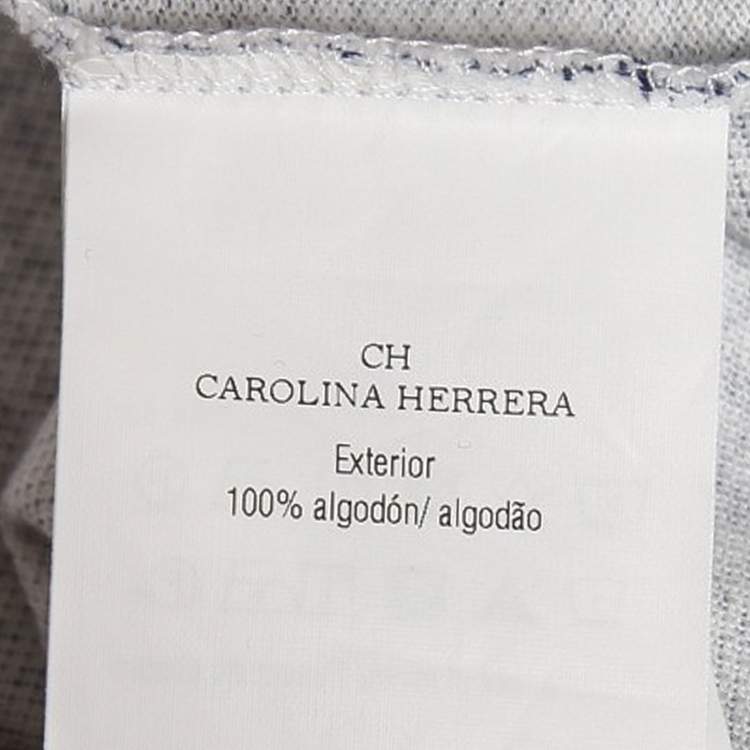 CH
CAROLINA HERRERA
Exterior
100% algodón/ algodão